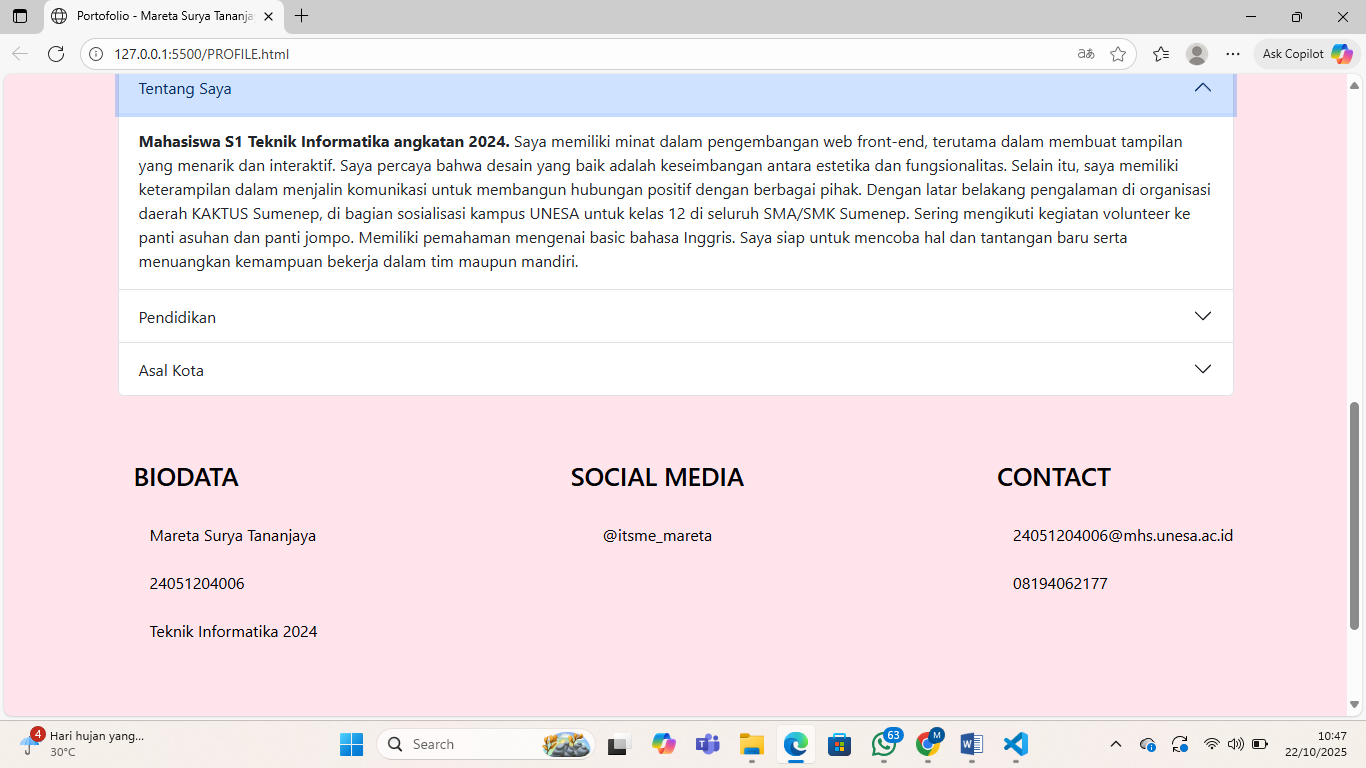 Portofolio - Mareta Surya Tananja
127.0.0.1:5500/PROFILE.html
Ask Copilot
Tentang Saya
Mahasiswa S1 Teknik Informatika angkatan 2024. Saya memiliki minat dalam pengembangan web front-end, terutama dalam membuat tampilan
yang menarik dan interaktif. Saya percaya bahwa desain yang baik adalah keseimbangan antara estetika dan fungsionalitas. Selain itu, saya memiliki
keterampilan dalam menjalin komunikasi untuk membangun hubungan positif dengan berbagai pihak. Dengan latar belakang pengalaman di organisasi
daerah KAKTUS Sumenep, di bagian sosialisasi kampus UNESA untuk kelas 12 di seluruh SMA/SMK Sumenep. Sering mengikuti kegiatan volunteer ke
panti asuhan dan panti jompo. Memiliki pemahaman mengenai basic bahasa Inggris. Saya siap untuk mencoba hal dan tantangan baru serta
menuangkan kemampuan bekerja dalam tim maupun mandiri.
Pendidikan
Asal Kota
BIODATA
Mareta Surya Tananjaya
24051204006
Teknik Informatika 2024
SOCIAL MEDIA
@itsme_mareta
CONTACT
24051204006@mhs.unesa.ac.id
08194062177
4
Hari hujan yang...
30°C
Search
63
M
10:47
22/10/2025